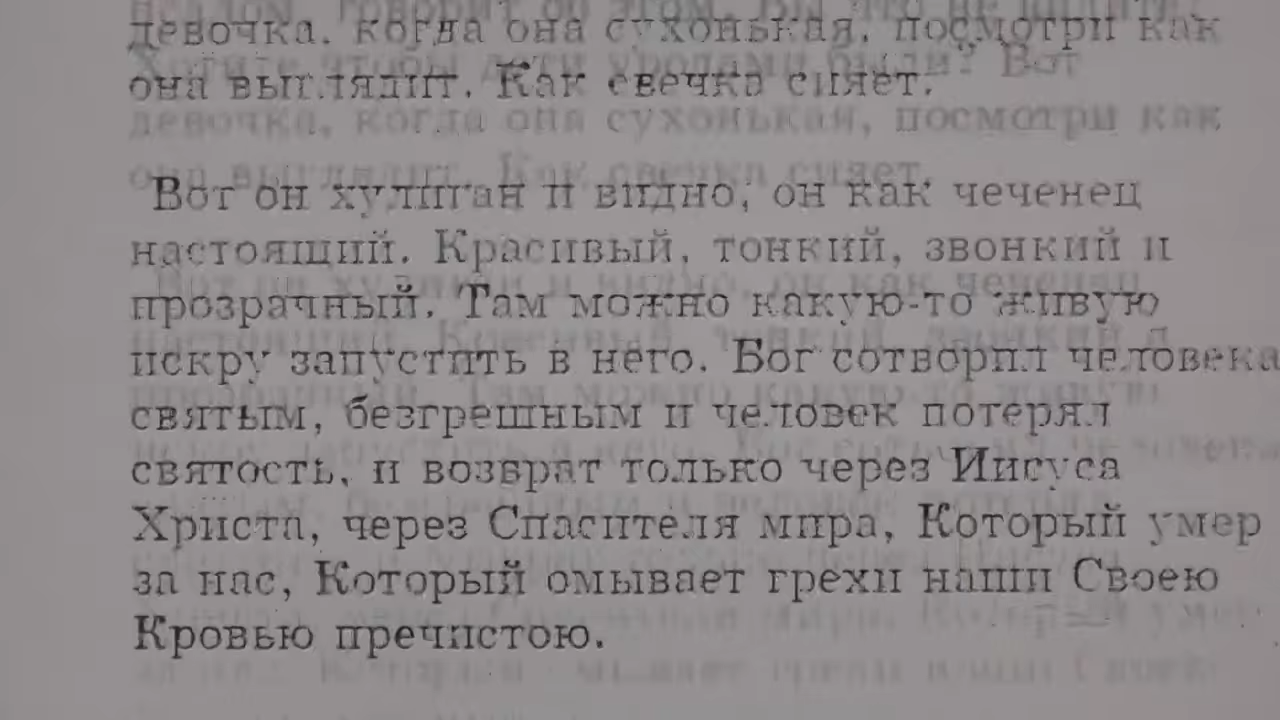 девочка, когда она сухонькая, посмотри как
она выглядит. Как свечка сияет.
Вот он хулиган и видно, он как чеченец
настоящий. Красивый, тонкий, звонкий и
прозрачный. Там можно какую-то живую
искру запустить в него. Бог сотворил человека
святым, безгрешным и человек потерял
святость, и возврат только через Иисуса
Христа, через Спасителя мира, Который умер
за нас, Который омывает грехи наши Своею
Кровью пречистою.